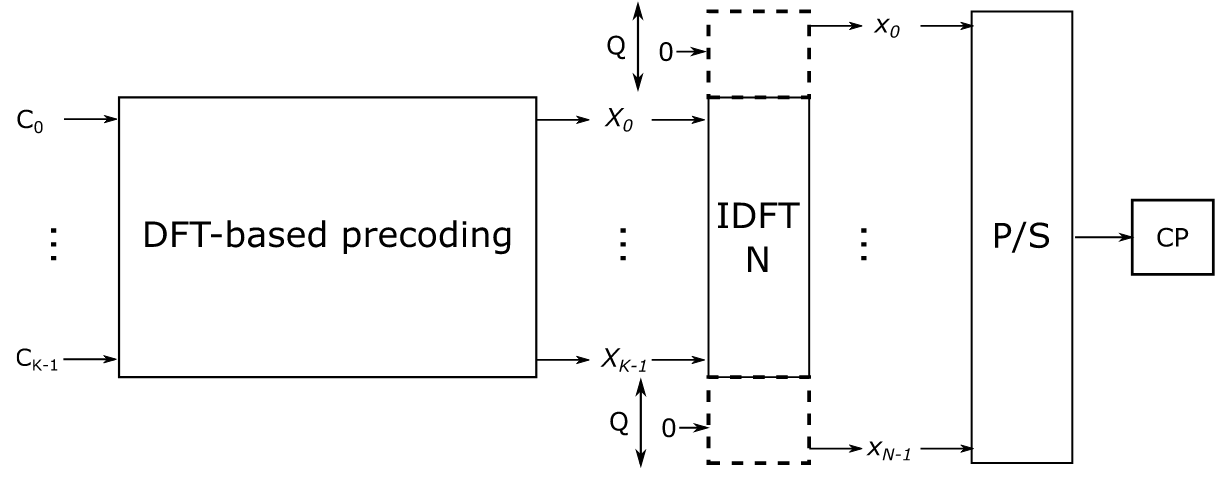 Q
0
x0
C0
X0
DFT-based precoding
IDFT
N
P/S
CP
CK-1
XK-1
Q
0
xN-1